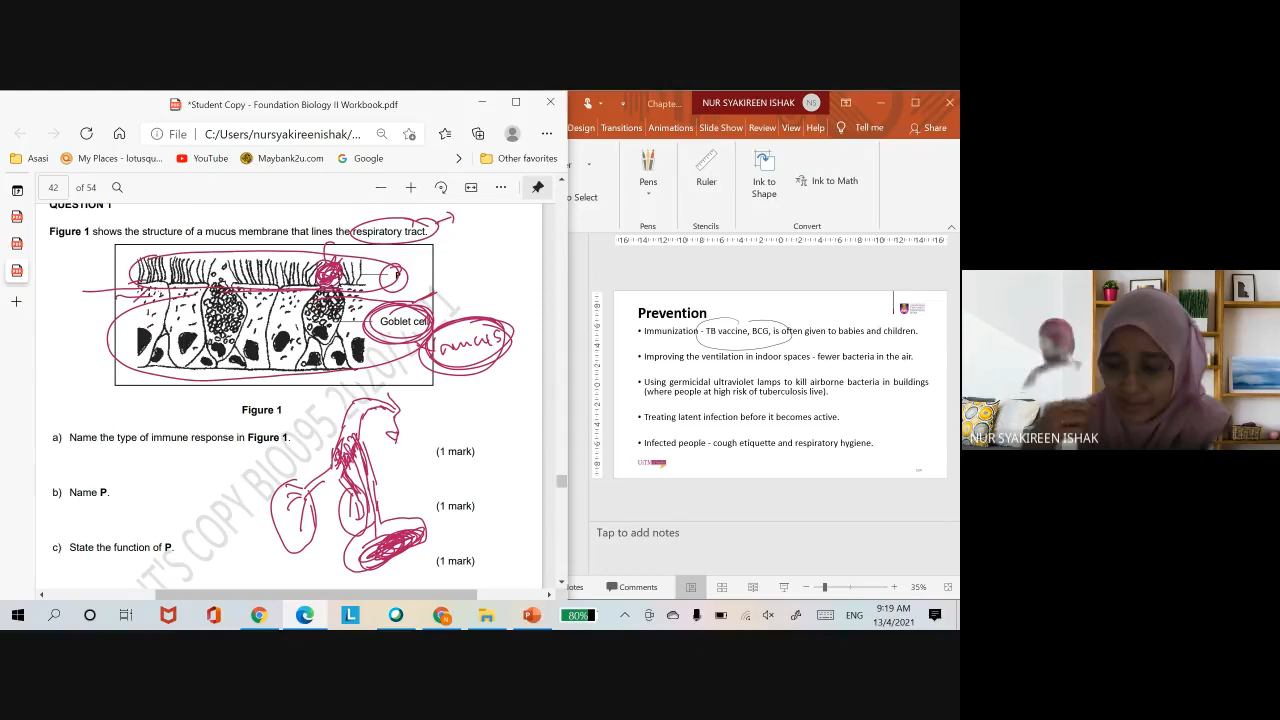 *Student Copy - Foundation Biology II Workbook.pdf
File
C:/Users/nursyakireenishak/...
Asasi
My Places - lotusqu...
YouTube
Maybank2u.com
Google
Other favorites
42
of 54
QUESTION 1
Figure 1 shows the structure of a mucus membrane that lines the respiratory tract.
P
Goblet cell
mucus
Figure 1
a) Name the type of immune response in Figure 1.
(1 mark)
b) Name P.
(1 mark)
c) State the function of P.
(1 mark)
Chapte...
NUR SYAKIREEN ISHAK
NS
Design
Transitions
Animations
Slide Show
Review
View
Help
Tell me
Share
to Select
Pens
Ruler
Ink to Shape
Ink to Math
Pens
Stencils
Convert
Prevention
• Immunization - TB vaccine, BCG, is often given to babies and children.
• Improving the ventilation in indoor spaces - fewer bacteria in the air.
• Using germicidal ultraviolet lamps to kill airborne bacteria in buildings
(where people at high risk of tuberculosis live).
• Treating latent infection before it becomes active.
• Infected people - cough etiquette and respiratory hygiene.
UiTM
Tap to add notes
Notes
Comments
35%
NUR SYAKIREEN ISHAK
80%
ENG
9:19 AM
13/4/2021